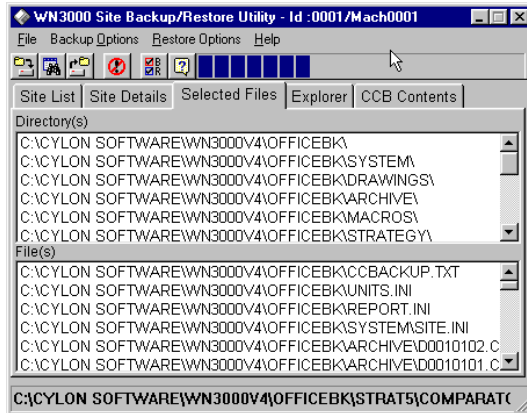 WN3000 Site Backup/Restore Utility - Id :0001/Mach0001
File Backup Options Restore Options Help
Site List Site Details Selected Files Explorer CCB Contents
Directory(s)
C:\CYLON SOFTWARE\WN3000V4\OFFICEBK\
C:\CYLON SOFTWARE\WN3000V4\OFFICEBK\SYSTEM\
C:\CYLON SOFTWARE\WN3000V4\OFFICEBK\DRAWINGS\
C:\CYLON SOFTWARE\WN3000V4\OFFICEBK\ARCHIVE\
C:\CYLON SOFTWARE\WN3000V4\OFFICEBK\MACROS\
C:\CYLON SOFTWARE\WN3000V4\OFFICEBK\STRATEGY\
File(s)
C:\CYLON SOFTWARE\WN3000V4\OFFICEBK\CCBACKUP.TXT
C:\CYLON SOFTWARE\WN3000V4\OFFICEBK\UNITS.INI
C:\CYLON SOFTWARE\WN3000V4\OFFICEBK\REPORT.INI
C:\CYLON SOFTWARE\WN3000V4\OFFICEBK\SYSTEM\SITE.INI
C:\CYLON SOFTWARE\WN3000V4\OFFICEBK\ARCHIVE\D0010102.C
C:\CYLON SOFTWARE\WN3000V4\OFFICEBK\ARCHIVE\D0010101.C
C:\CYLON SOFTWARE\WN3000V4\OFFICEBK\STRAT5\COMPARATO